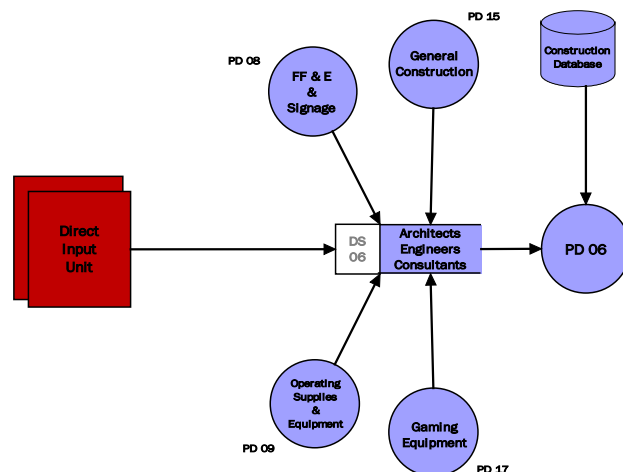 PD 15
PD 08
General
Construction
Construction
Database
FF & E
&
Signage
Direct
Input
Unit
DS
06
Architects
Engineers
Consultants
PD 06
Operating
Supplies
&
Equipment
Gaming
Equipment
PD 09
PD 17